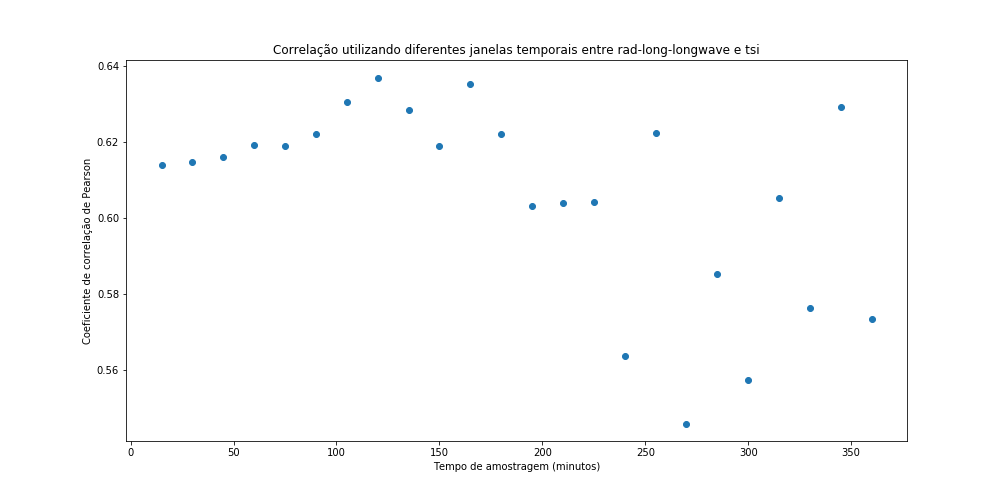 Correlação utilizando diferentes janelas temporais entre rad-long-longwave e tsi
0.64
0.62
0.60
0.58
0.56
Coeficiente de correlação de Pearson
0 50 100 150 200 250 300 350
Tempo de amostragem (minutos)